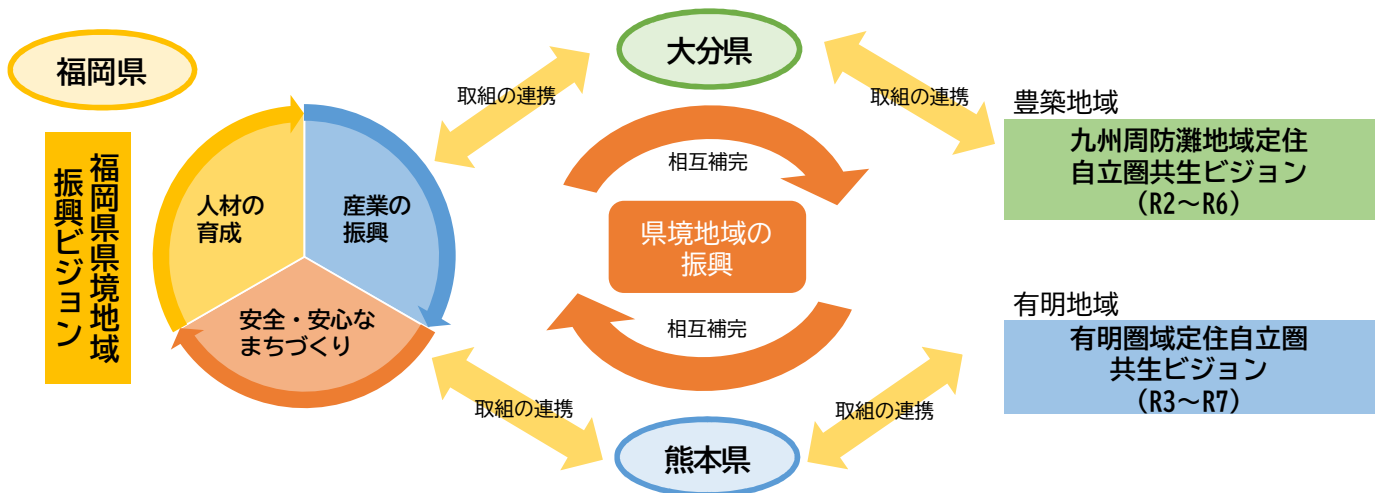 福岡県
福岡県県境地域
振興ビジョン
人材の
育成
産業の
振興
安全・安心な
まちづくり
取組の連携
大分県
取組の連携
相互補完
県境地域の
振興
相互補完
取組の連携
熊本県
取組の連携
豊築地域
九州周防灘地域定住
自立圏共生ビジョン
（R2～R6）
有明地域
有明圏域定住自立圏
共生ビジョン
（R3～R7）